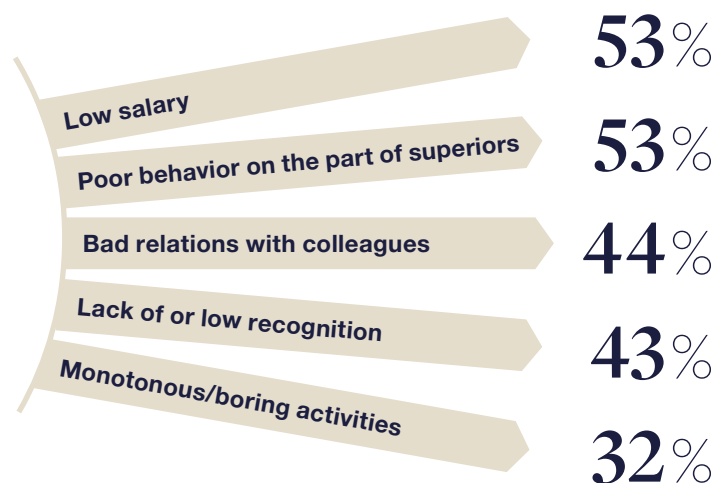 Low salary 53%
Poor behavior on the part of superiors 53%
Bad relations with colleagues 44%
Lack of or low recognition 43%
Monotonous/boring activities 32%